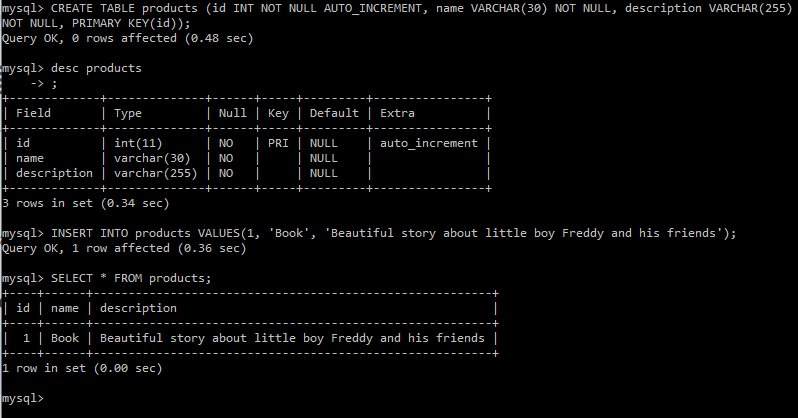 mysql> CREATE TABLE products (id INT NOT NULL AUTO_INCREMENT, name VARCHAR(30) NOT NULL, description VARCHAR(255)
NOT NULL, PRIMARY KEY(id));
Query OK, 0 rows affected (0.48 sec)

mysql> desc products
    -> ;
+-------------+--------------+------+-----+---------+----------------+
| Field       | Type         | Null | Key | Default | Extra          |
+-------------+--------------+------+-----+---------+----------------+
| id          | int(11)      | NO   | PRI | NULL    | auto_increment |
| name        | varchar(30)  | NO   |     | NULL    |                |
| description | varchar(255) | NO   |     | NULL    |                |
+-------------+--------------+------+-----+---------+----------------+
3 rows in set (0.34 sec)

mysql> INSERT INTO products VALUES(1, 'Book', 'Beautiful story about little boy Freddy and his friends');
Query OK, 1 row affected (0.36 sec)

mysql> SELECT * FROM products;
+----+------+---------------------------------------------------------+
| id | name | description                                             |
+----+------+---------------------------------------------------------+
|  1 | Book | Beautiful story about little boy Freddy and his friends |
+----+------+---------------------------------------------------------+
1 row in set (0.00 sec)

mysql>